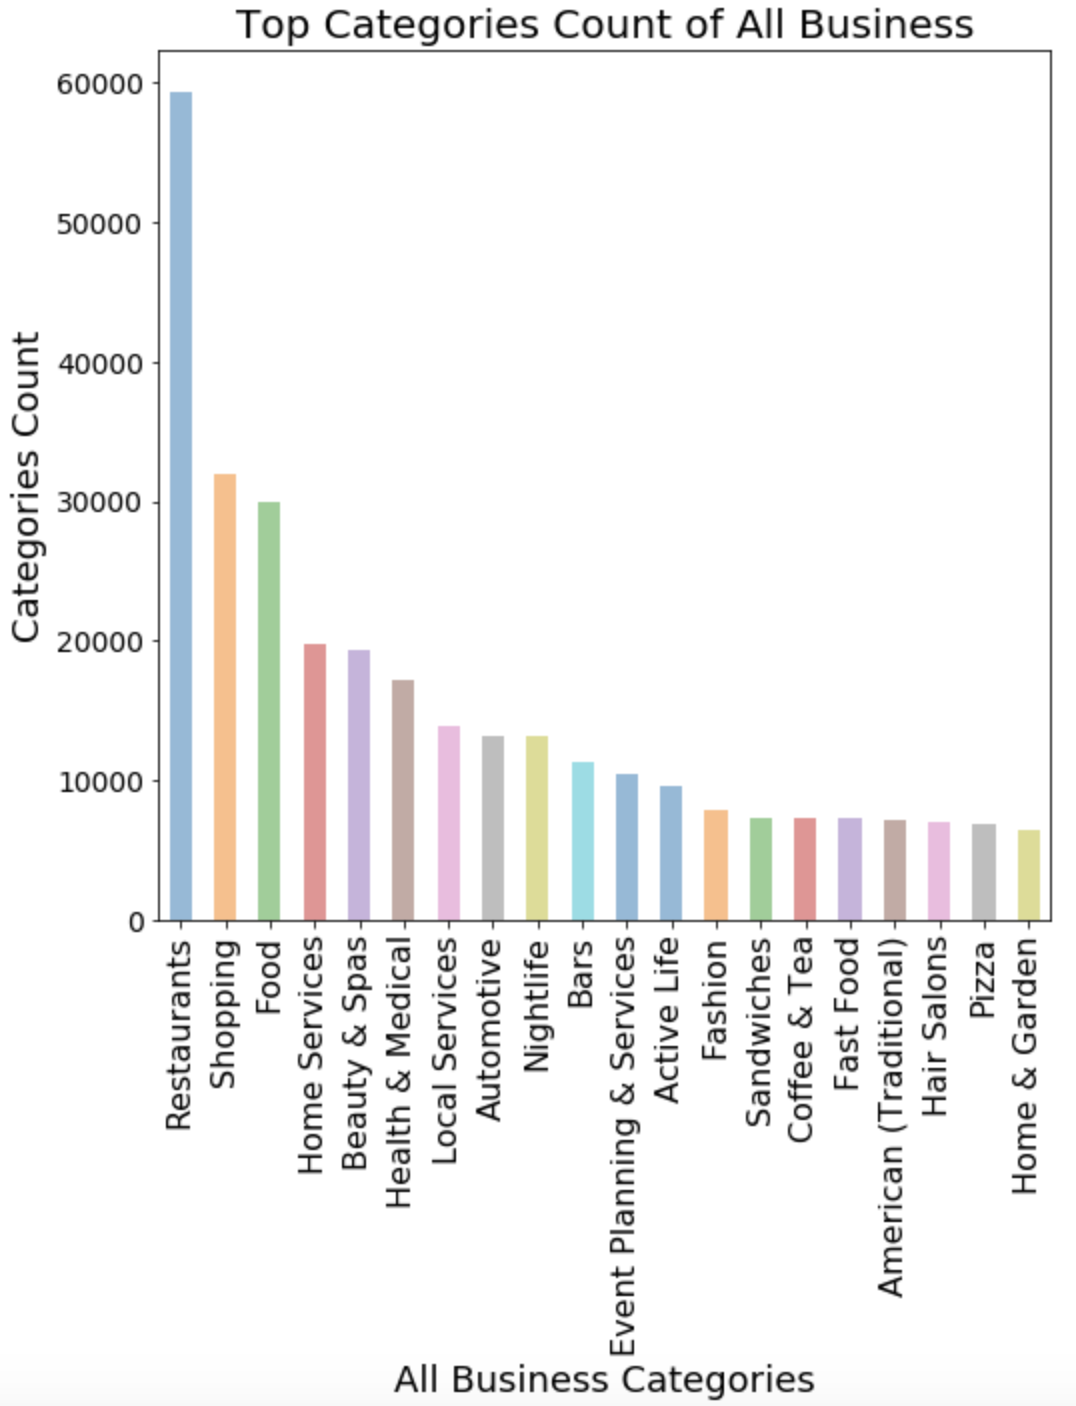 Top Categories Count of All Business
Categories Count
60000
50000
40000
30000
20000
10000
0
Restaurants
Shopping
Food
Home Services
Beauty & Spas
Health & Medical
Local Services
Automotive
Nightlife
Bars
Event Planning & Services
Active Life
Fashion
Sandwiches
Coffee & Tea
Fast Food
American (Traditional)
Hair Salons
Pizza
Home & Garden
All Business Categories